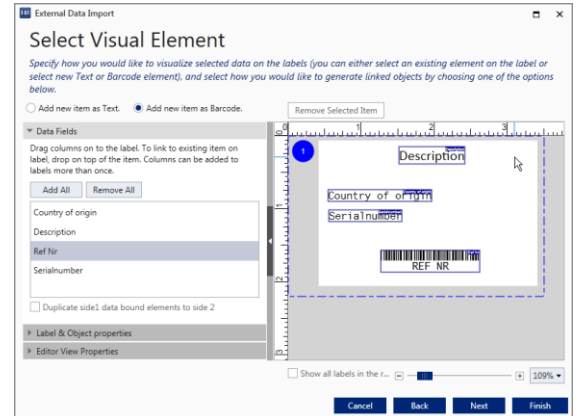 External Data Import
Select Visual Element
Specify how you would like to visualize selected data on the labels (you can either select an existing element on the label or
select new Text or Barcode element), and select how you would like to generate linked objects by choosing one of the options
below.
Add new item as Text. Add new item as Barcode.
Remove Selected Item
Data Fields
Drag columns on to the label. To link to existing item on
label, drop on top of the item. Columns can be added to
labels more than once.
Add All Remove All
Country of origin
Description
Ref Nr
Serialnumber
Duplicate side1 data bound elements to side 2
Label & Object properties
Editor View Properties
0 1 2 3
1
2
1
Description
Country of origin
Serialnumber
REF NR
Show all labels in the r... 109%
Cancel Back Next Finish